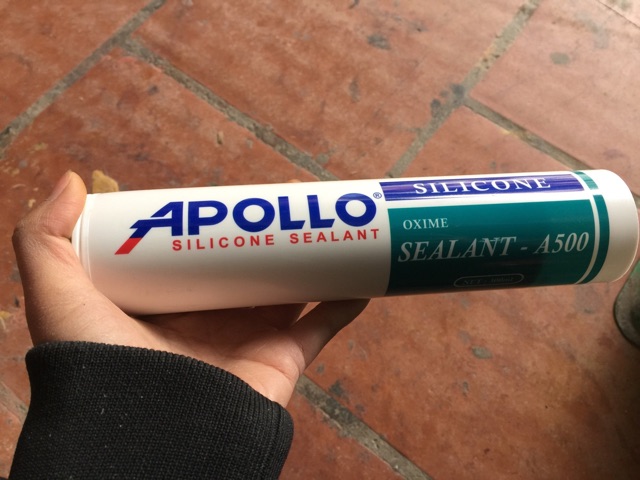 APOLLO®
SILICONE SEALANT
SILICONE
OXIME
SEALANT - A500